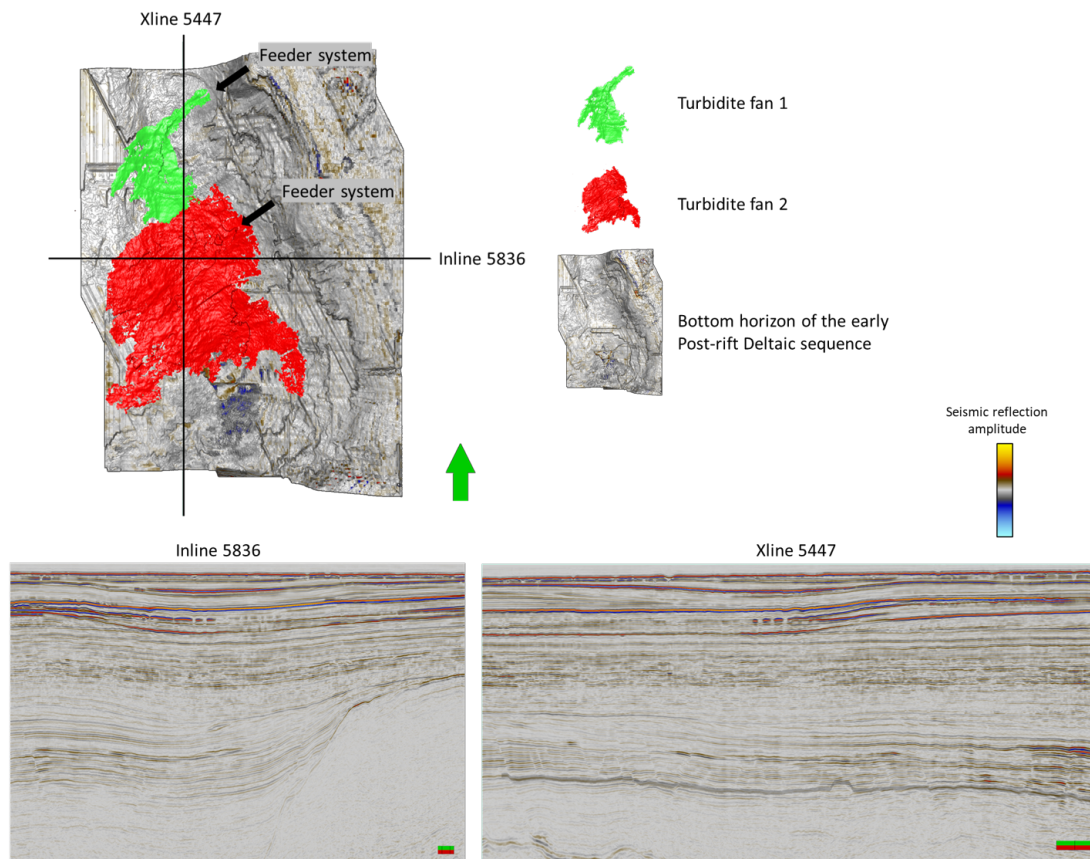 Xline 5447
Feeder system
Turbidite fan 1
Feeder system
Turbidite fan 2
Inline 5836
Bottom horizon of the early
Post-rift Deltaic sequence
Seismic reflection
amplitude
Inline 5836
Xline 5447